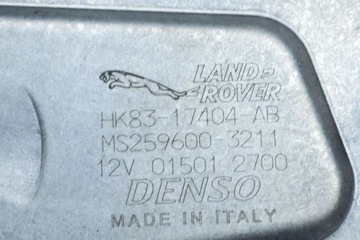 LAND-
ROVER
HK83-17404-AB
MS259600-3211
12V 01501 2700
DENSO
MADE IN ITALY